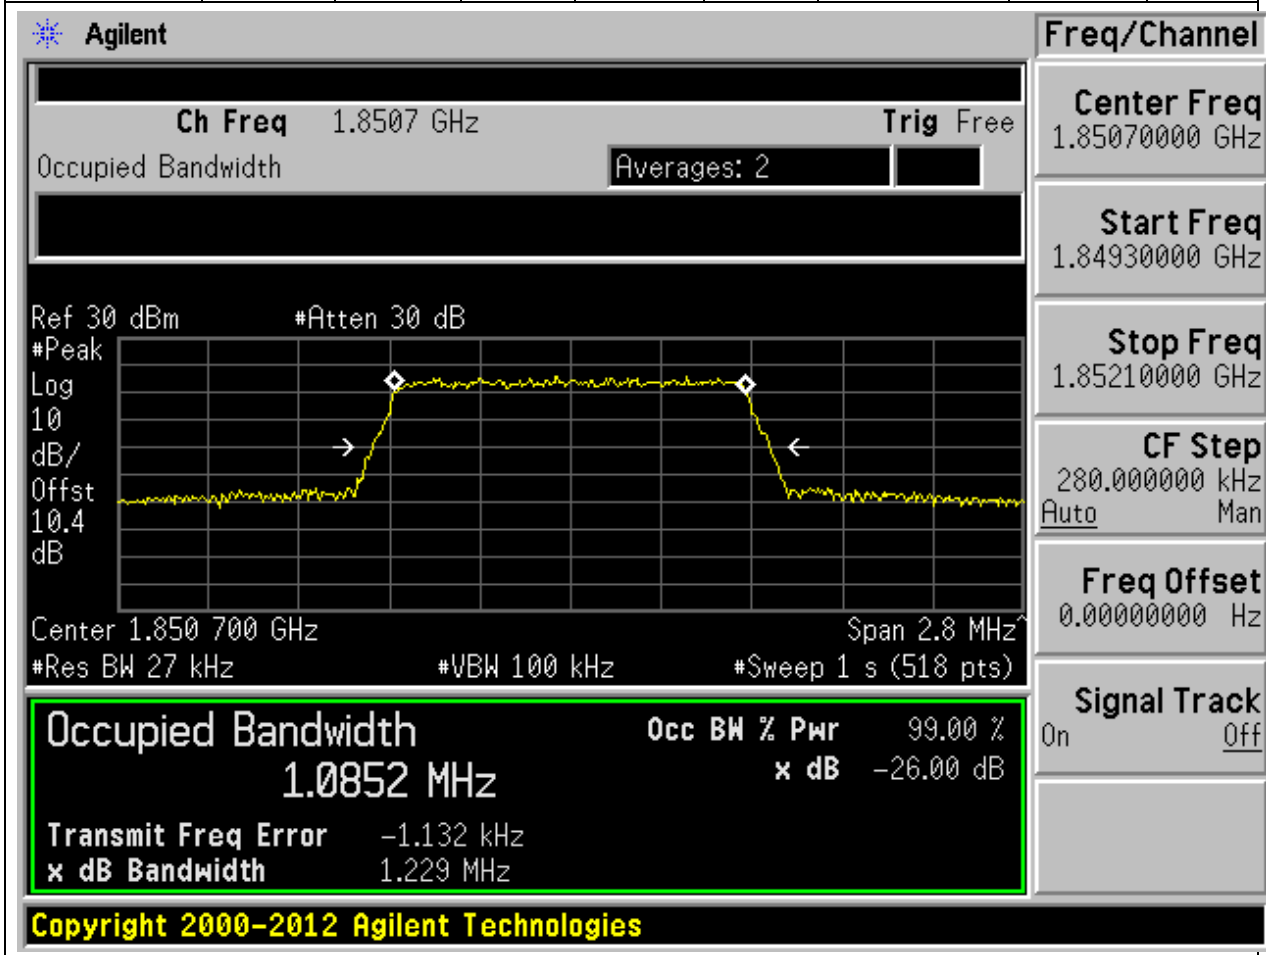 Agilent
Freq/Channel
Ch Freq 1.8507 GHz Trig Free
Occupied Bandwidth Averages: 2
Ref 30 dBm #Atten 30 dB
#Peak
Log
10
dB/
Offst
10.4
dB
Center 1.850 700 GHz Span 2.8 MHz^
#Res BW 27 kHz #VBW 100 kHz #Sweep 1 s (518 pts)
Occupied Bandwidth Occ BW % Pwr 99.00 %
1.0852 MHz x dB -26.00 dB
Transmit Freq Error -1.132 kHz
x dB Bandwidth 1.229 MHz
Copyright 2000-2012 Agilent Technologies
Center Freq
1.85070000 GHz
Start Freq
1.84930000 GHz
Stop Freq
1.85210000 GHz
CF Step
280.000000 kHz
Auto Man
Freq Offset
0.00000000 Hz
Signal Track
On Off